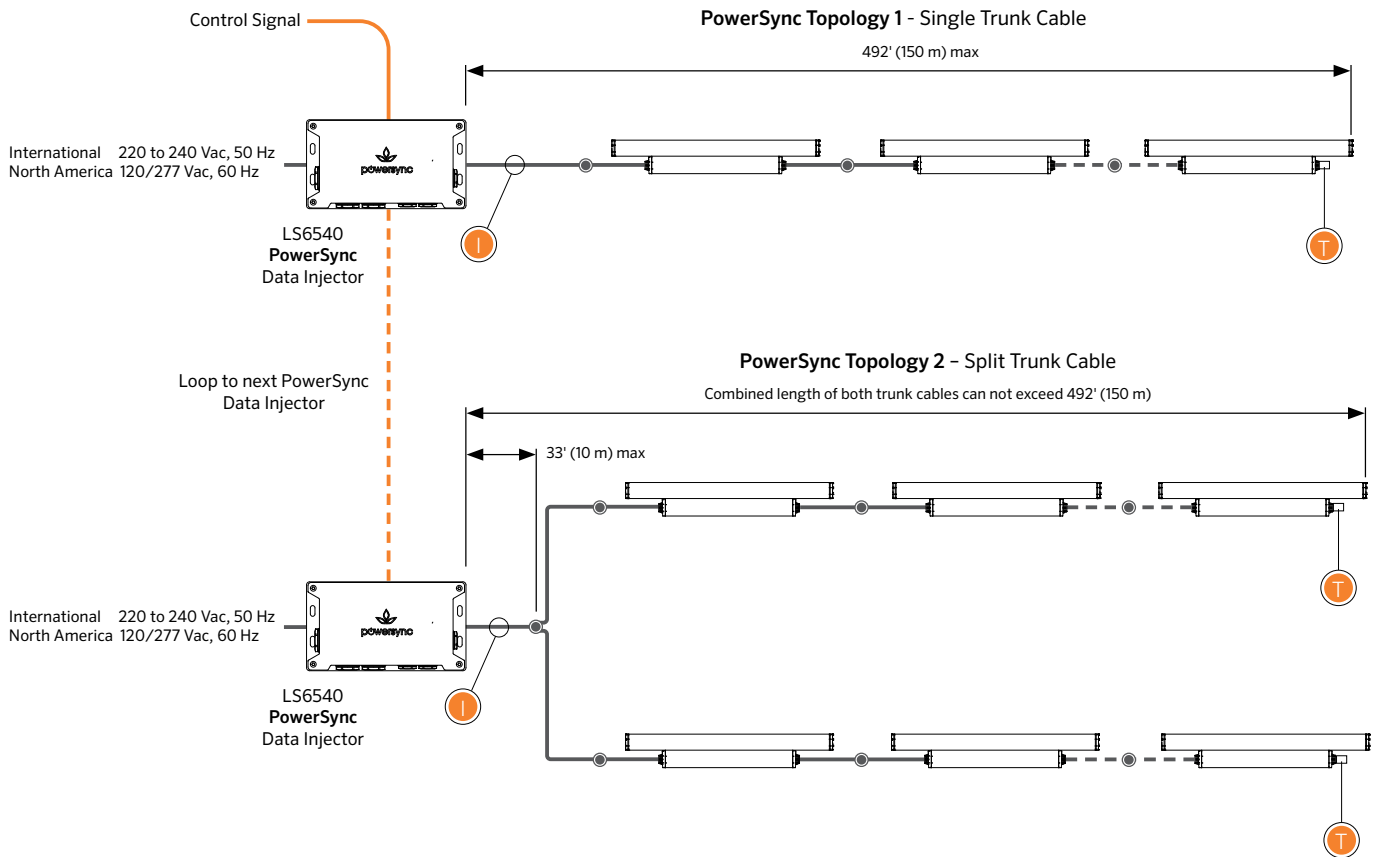 Control Signal
PowerSync Topology 1 - Single Trunk Cable
492' (150 m) max
International 220 to 240 Vac, 50 Hz
North America 120/277 Vac, 60 Hz
powersync
I
T
LS6540
PowerSync
Data Injector
Loop to next PowerSync
Data Injector
PowerSync Topology 2 – Split Trunk Cable
Combined length of both trunk cables can not exceed 492' (150 m)
33' (10 m) max
T
International 220 to 240 Vac, 50 Hz
North America 120/277 Vac, 60 Hz
powersync
I
LS6540
PowerSync
Data Injector
T